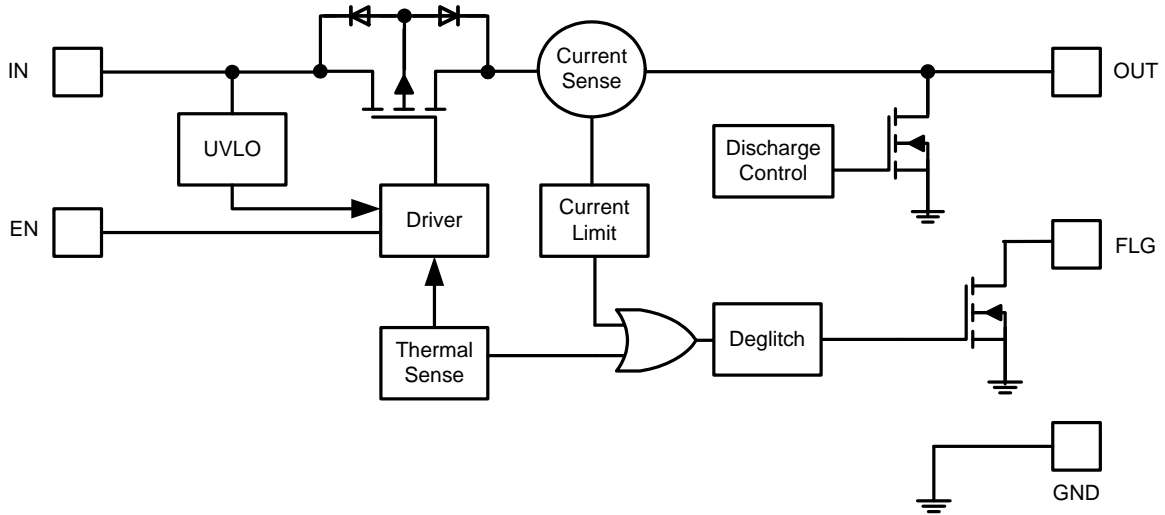 IN
Current
Sense
OUT
UVLO
Discharge
Control
EN
Driver
Current
Limit
FLG
Thermal
Sense
Deglitch
GND